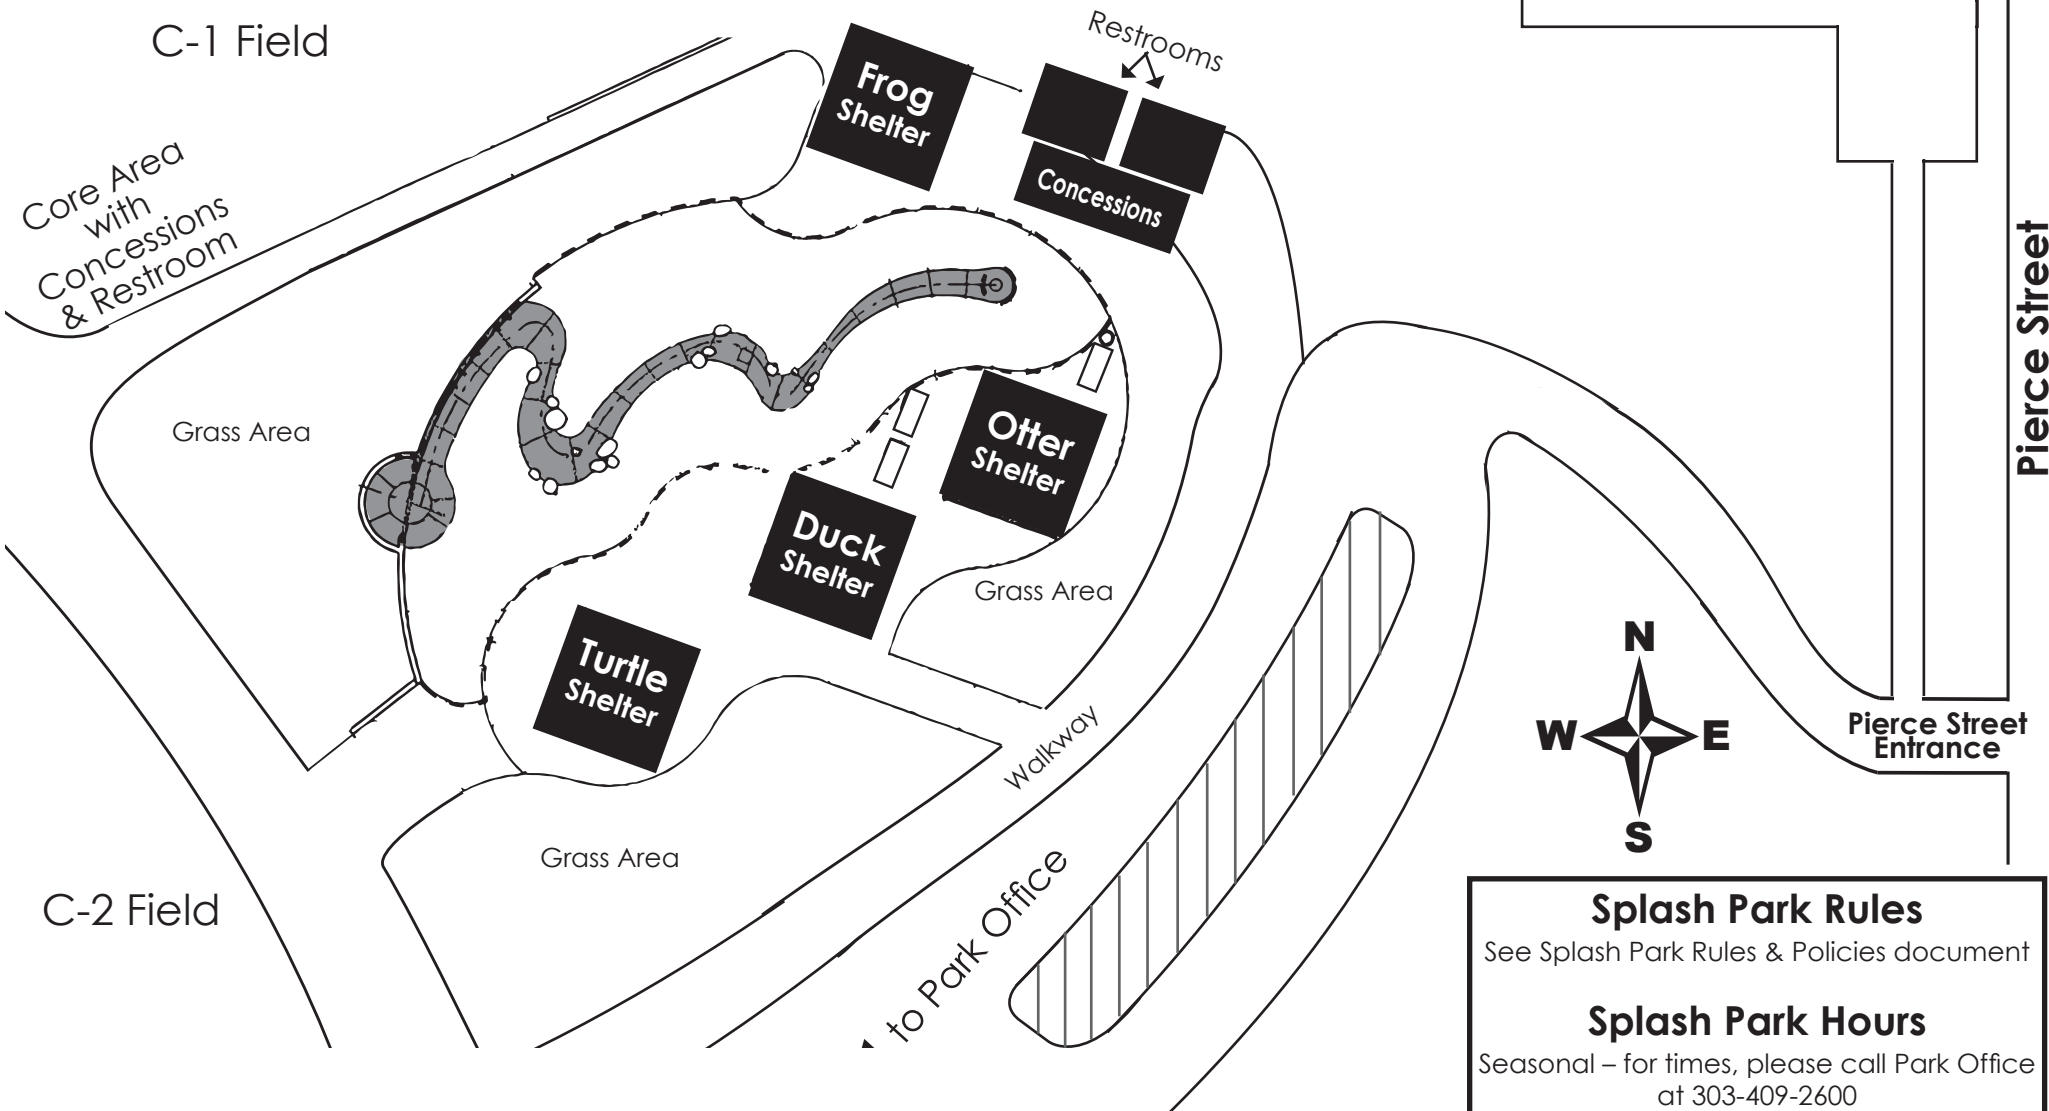 C-1 Field
Restrooms
Frog
Shelter
Concessions
Core Area
with
Concessions
& Restroom
Pierce Street
Grass Area
Otter
Shelter
Duck
Shelter
Grass Area
Turtle
Shelter
N
W
E
S
Pierce Street
Entrance
Walkway
Grass Area
C-2 Field
to Park Office
Splash Park Rules
See Splash Park Rules & Policies document
Splash Park Hours
Seasonal – for times, please call Park Office
at 303-409-2600